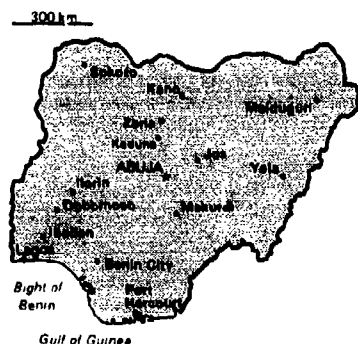 300 km
Sokoto
Kano
Maiduguri
Zaria
Kaduna
Jos
ABUJA
Yola
Ilorin
Ogbomoso
Makurdi
Ibadan
Lagos
Benin City
Bight of
Benin
Port
Harcourt
Gulf of Guinea